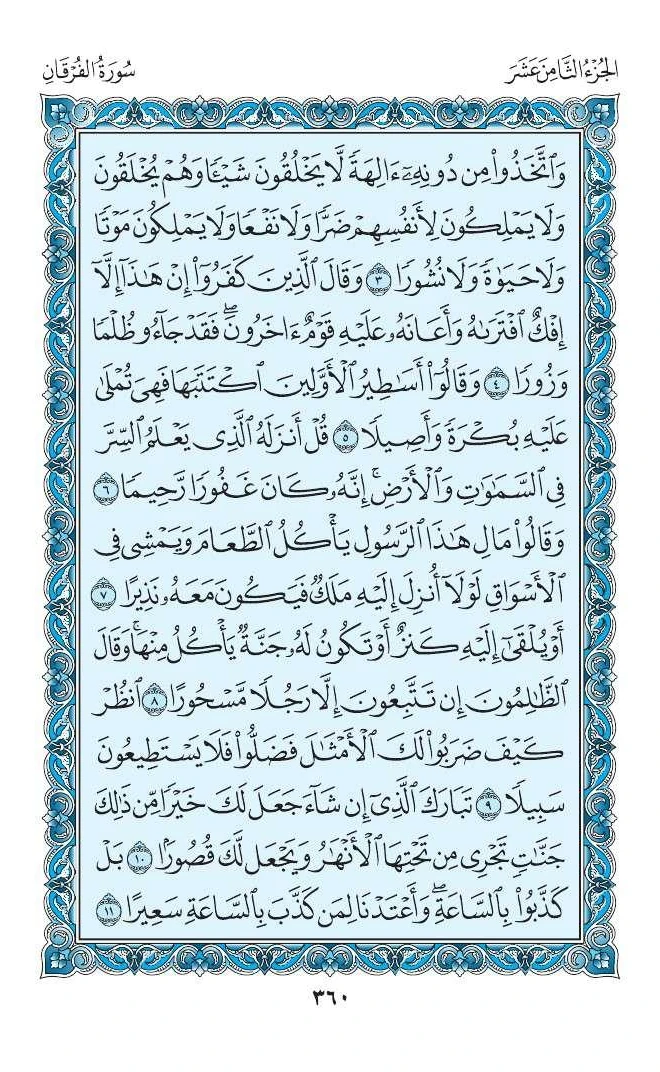 الجُزْءُ الثَّامِنَ عَشَرَ
سُورَةُ الفُرْقَانِ
وَٱتَّخَذُوا۟ مِن دُونِهِۦٓ ءَالِهَةً لَّا يَخْلُقُونَ شَيْـًٔا وَهُمْ يُخْلَقُونَ
وَلَا يَمْلِكُونَ لِأَنفُسِهِمْ ضَرًّا وَلَا نَفْعًا وَلَا يَمْلِكُونَ مَوْتًا
وَلَا حَيَوٰةً وَلَا نُشُورًا ٣ وَقَالَ ٱلَّذِينَ كَفَرُوٓا۟ إِنْ هَٰذَآ إِلَّآ
إِفْكٌ ٱفْتَرَىٰهُ وَأَعَانَهُۥ عَلَيْهِ قَوْمٌ ءَاخَرُونَ ۖ فَقَدْ جَآءُو ظُلْمًا
وَزُورًا ٤ وَقَالُوٓا۟ أَسَٰطِيرُ ٱلْأَوَّلِينَ ٱكْتَتَبَهَا فَهِىَ تُمْلَىٰ
عَلَيْهِ بُكْرَةً وَأَصِيلًا ٥ قُلْ أَنزَلَهُ ٱلَّذِى يَعْلَمُ ٱلسِّرَّ
فِى ٱلسَّمَٰوَٰتِ وَٱلْأَرْضِ ۚ إِنَّهُۥ كَانَ غَفُورًا رَّحِيمًا ٦
وَقَالُوا۟ مَالِ هَٰذَا ٱلرَّسُولِ يَأْكُلُ ٱلطَّعَامَ وَيَمْشِى فِى
ٱلْأَسْوَاقِ لَوْلَآ أُنزِلَ إِلَيْهِ مَلَكٌ فَيَكُونَ مَعَهُۥ نَذِيرًا ٧
أَوْ يُلْقَىٰٓ إِلَيْهِ كَنزٌ أَوْ تَكُونُ لَهُۥ جَنَّةٌ يَأْكُلُ مِنْهَا ۚ وَقَالَ
ٱلظَّٰلِمُونَ إِن تَتَّبِعُونَ إِلَّا رَجُلًا مَّسْحُورًا ٨ ٱنظُرْ
كَيْفَ ضَرَبُوا۟ لَكَ ٱلْأَمْثَٰلَ فَضَلُّوا۟ فَلَا يَسْتَطِيعُونَ
سَبِيلًا ٩ تَبَارَكَ ٱلَّذِىٓ إِن شَآءَ جَعَلَ لَكَ خَيْرًا مِّن ذَٰلِكَ
جَنَّٰتٍ تَجْرِى مِن تَحْتِهَا ٱلْأَنْهَٰرُ وَيَجْعَل لَّكَ قُصُورًۢا ١٠ بَلْ
كَذَّبُوا۟ بِٱلسَّاعَةِ ۖ وَأَعْتَدْنَا لِمَن كَذَّبَ بِٱلسَّاعَةِ سَعِيرًا ١١
٣٦٠